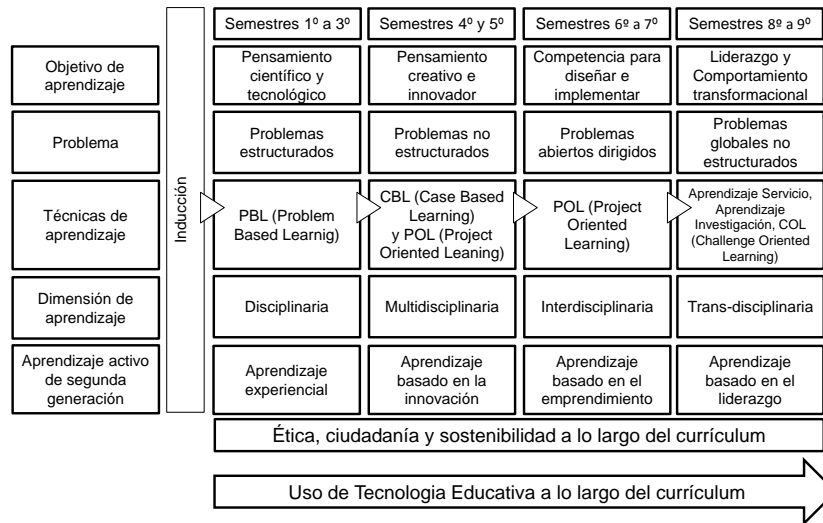 Semestres 1º a 3º
Semestres 4º y 5º
Semestres 6º a 7º
Semestres 8º a 9º
Objetivo de
aprendizaje
Pensamiento
científico y
tecnológico
Pensamiento
creativo e
innovador
Competencia para
diseñar e
implementar
Liderazgo y
Comportamiento
transformacional
Problema
Problemas
estructurados
Problemas no
estructurados
Problemas
abiertos dirigidos
Problemas
globales no
estructurados
Inducción
Técnicas de
aprendizaje
PBL (Problem
Based Learnig)
CBL (Case Based
Learning)
y POL (Project
Oriented Leaning)
POL (Project
Oriented
Learning)
Aprendizaje Servicio,
Aprendizaje
Investigación, COL
(Challenge Oriented
Learning)
Dimensión de
aprendizaje
Disciplinaria
Multidisciplinaria
Interdisciplinaria
Trans-disciplinaria
Aprendizaje activo
de segunda
generación
Aprendizaje
experiencial
Aprendizaje
basado en la
innovación
Aprendizaje
basado en el
emprendimiento
Aprendizaje
basado en el
liderazgo
Ética, ciudadanía y sostenibilidad a lo largo del currículum
Uso de Tecnologia Educativa a lo largo del currículum